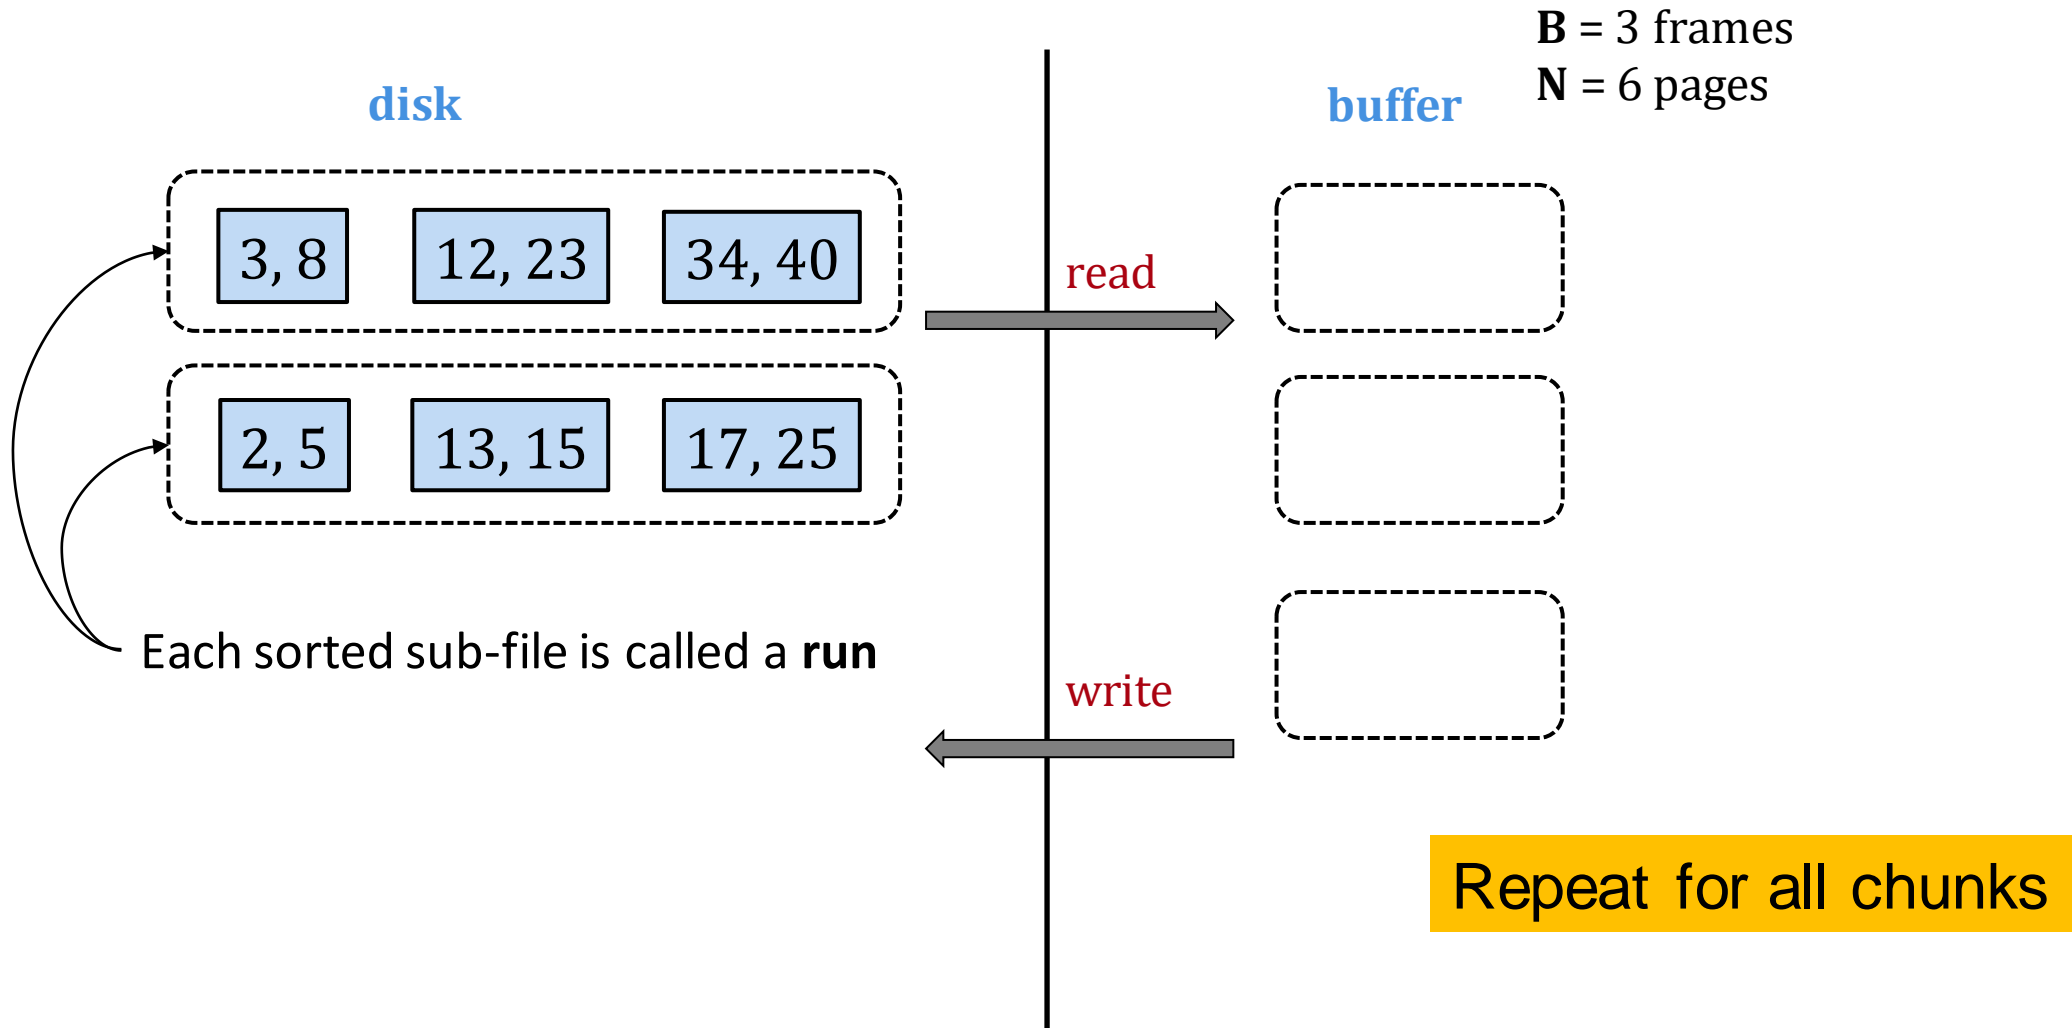 B = 3 frames
N = 6 pages
disk
buffer
3, 8
12, 23
34, 40
read
2, 5
13, 15
17, 25
Each sorted sub-file is called a run
write
Repeat for all chunks